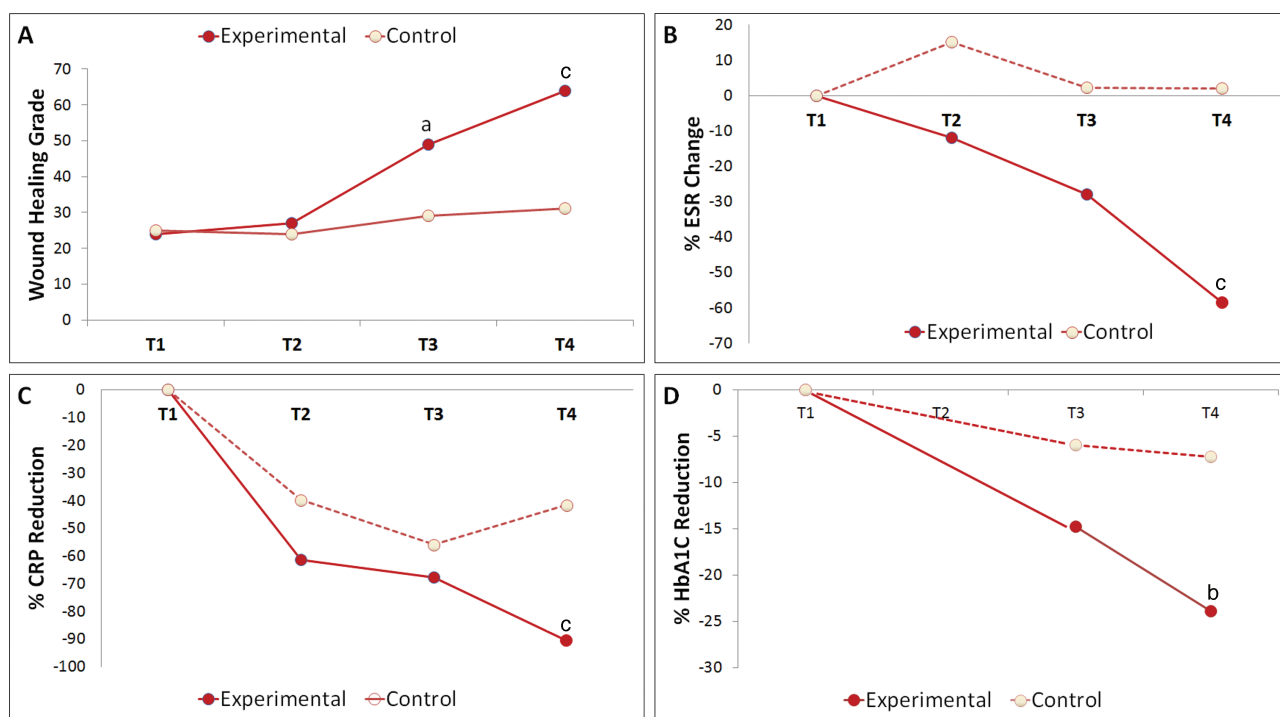 A
Experimental Control
Wound Healing Grade
70
60
50
40
30
20
10
0
a
c
T1 T2 T3 T4
B
% ESR Change
20
10
0
-10
-20
-30
-40
-50
-60
-70
T1 T2 T3 T4
c
Experimental Control
C
% CRP Reduction
0
-10
-20
-30
-40
-50
-60
-70
-80
-90
-100
T1 T2 T3 T4
c
Experimental Control
D
% HbA1C Reduction
0
-5
-10
-15
-20
-25
-30
T1 T2 T3 T4
b
Experimental Control